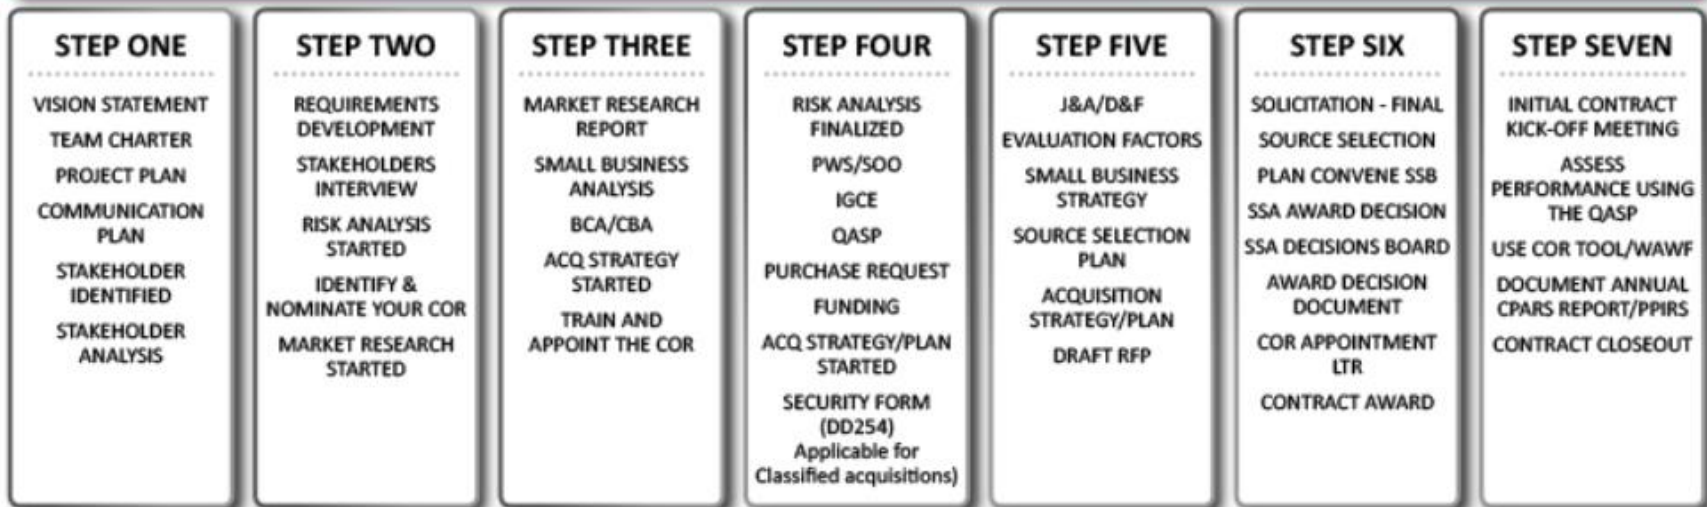 STEP ONE
VISION STATEMENT
TEAM CHARTER
PROJECT PLAN
COMMUNICATION
PLAN
STAKEHOLDER
IDENTIFIED
STAKEHOLDER
ANALYSIS
STEP TWO
REQUIREMENTS
DEVELOPMENT
STAKEHOLDERS
INTERVIEW
RISK ANALYSIS
STARTED
IDENTIFY &
NOMINATE YOUR COR
MARKET RESEARCH
STARTED
STEP THREE
MARKET RESEARCH
REPORT
SMALL BUSINESS
ANALYSIS
BCA/CBA
ACQ STRATEGY
STARTED
TRAIN AND
APPOINT THE COR
STEP FOUR
RISK ANALYSIS
FINALIZED
PWS/SOO
IGCE
QASP
PURCHASE REQUEST
FUNDING
ACQ STRATEGY/PLAN
STARTED
SECURITY FORM
(DD254)
Applicable for
Classified acquisitions)
STEP FIVE
J&A/D&F
EVALUATION FACTORS
SMALL BUSINESS
STRATEGY
SOURCE SELECTION
PLAN
ACQUISITION
STRATEGY/PLAN
DRAFT RFP
STEP SIX
SOLICITATION - FINAL
SOURCE SELECTION
PLAN CONVENE SSB
SSA AWARD DECISION
SSA DECISIONS BOARD
AWARD DECISION
DOCUMENT
COR APPOINTMENT
LTR
CONTRACT AWARD
STEP SEVEN
INITIAL CONTRACT
KICK-OFF MEETING
ASSESS
PERFORMANCE USING
THE QASP
USE COR TOOL/WAWF
DOCUMENT ANNUAL
CPARS REPORT/PPIRS
CONTRACT CLOSEOUT